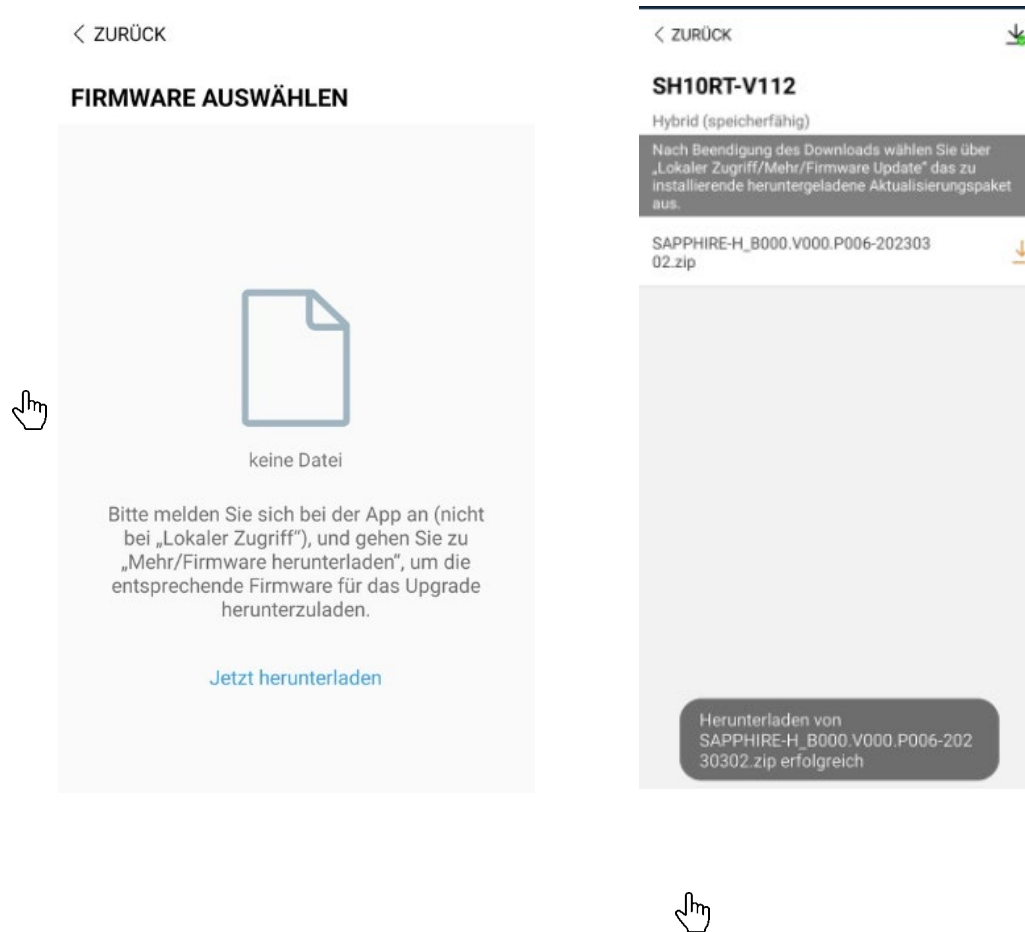 ZURÜCK
FIRMWARE AUSWÄHLEN
keine Datei
Bitte melden Sie sich bei der App an (nicht
bei „Lokaler Zugriff“), und gehen Sie zu
„Mehr/Firmware herunterladen“, um die
entsprechende Firmware für das Upgrade
herunterzuladen.
Jetzt herunterladen
ZURÜCK
SH10RT-V112
Hybrid (speicherfähig)
Nach Beendigung des Downloads wählen Sie über
„Lokaler Zugriff/Mehr/Firmware Update“ das zu
installierende heruntergeladene Aktualisierungspaket
aus.
SAPPHIRE-H_B000.V000.P006-202303
02.zip
Herunterladen von
SAPPHIRE-H_B000.V000.P006-202
30302.zip erfolgreich